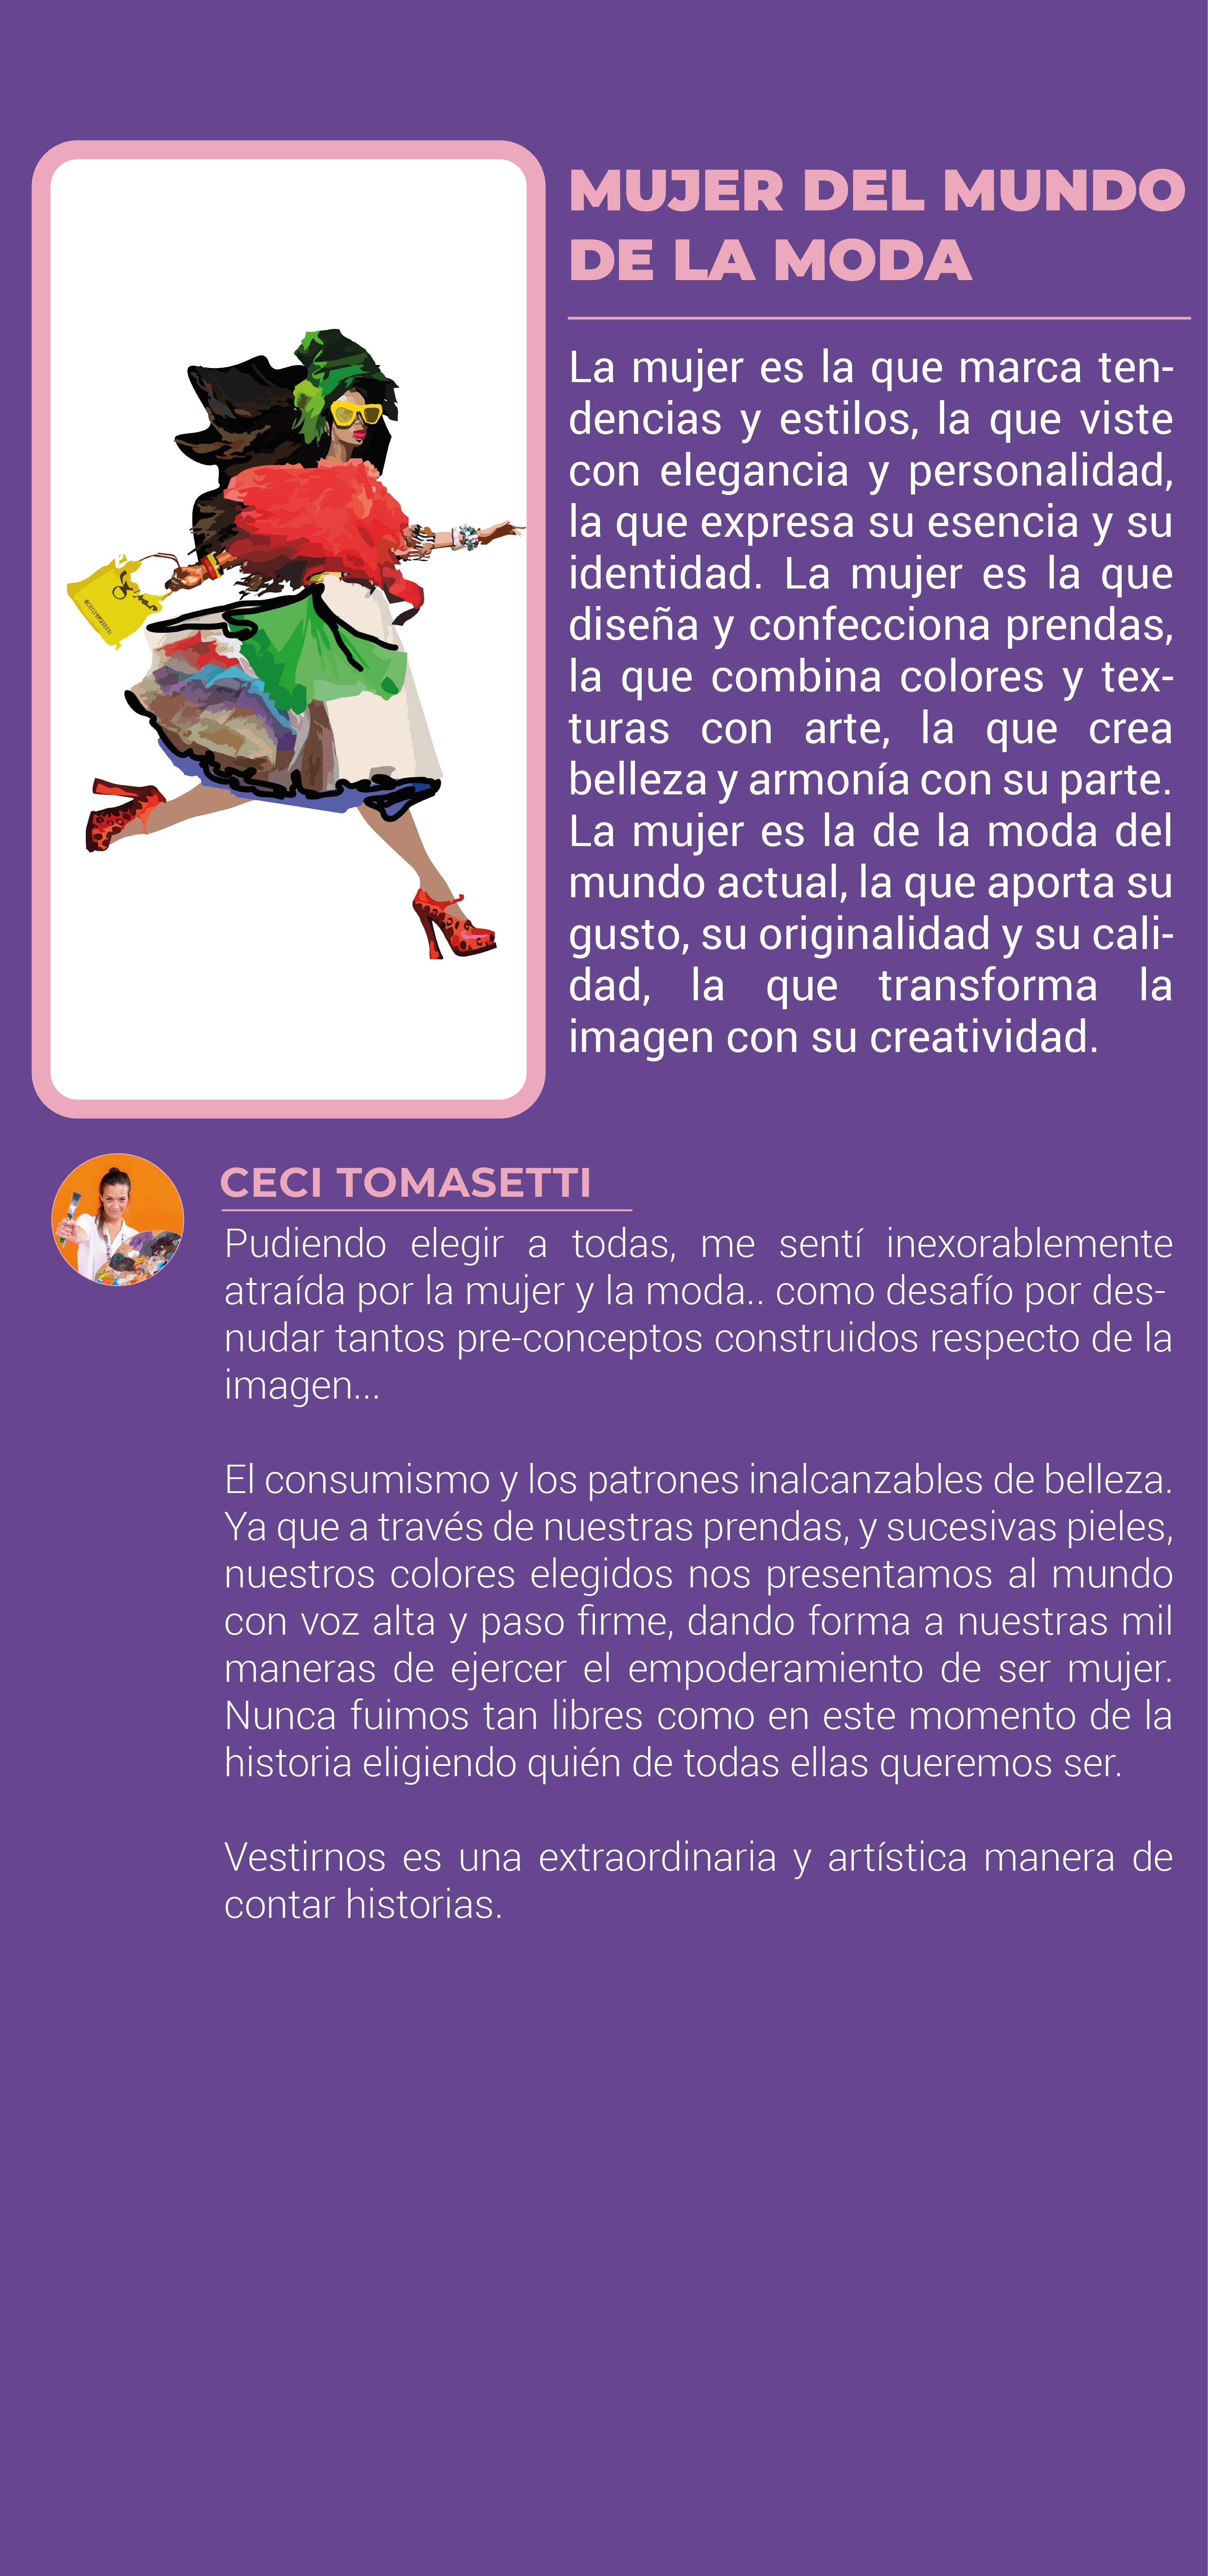 MUJER DEL MUNDO
DE LA MODA
La mujer es la que marca ten-
dencias y estilos, la que viste
con elegancia y personalidad,
la que expresa su esencia y su
identidad. La mujer es la que
diseña y confecciona prendas,
la que combina colores y tex-
turas con arte, la que crea
belleza y armonía con su parte.
La mujer es la de la moda del
mundo actual, la que aporta su
gusto, su originalidad y su cali-
dad, la que transforma la
imagen con su creatividad.
CECI TOMASETTI
Pudiendo elegir a todas, me sentí inexorablemente
atraída por la mujer y la moda.. como desafío por des-
nudar tantos pre-conceptos construidos respecto de la
imagen...
El consumismo y los patrones inalcanzables de belleza.
Ya que a través de nuestras prendas, y sucesivas pieles,
nuestros colores elegidos nos presentamos al mundo
con voz alta y paso firme, dando forma a nuestras mil
maneras de ejercer el empoderamiento de ser mujer.
Nunca fuimos tan libres como en este momento de la
historia eligiendo quién de todas ellas queremos ser.
Vestirnos es una extraordinaria y artística manera de
contar historias.